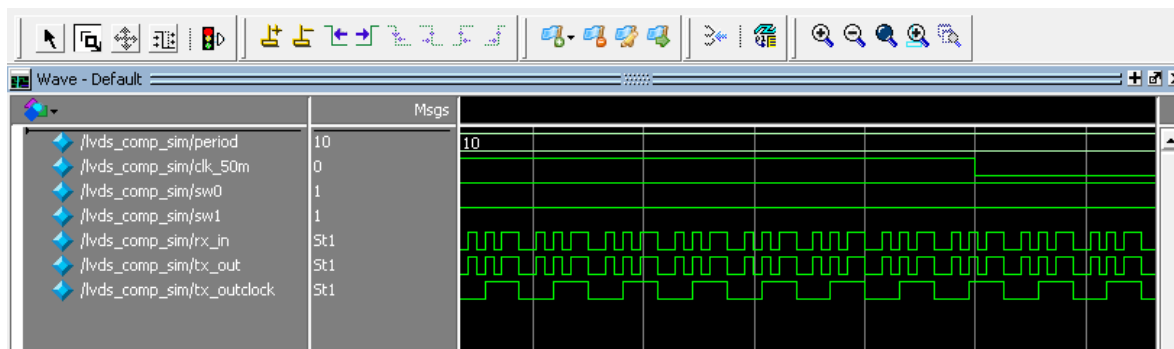 Wave - Default
Msgs
/lvds_comp_sim/period 10 10
/lvds_comp_sim/clk_50m 0
/lvds_comp_sim/sw0 1
/lvds_comp_sim/sw1 1
/lvds_comp_sim/rx_in St1
/lvds_comp_sim/tx_out St1
/lvds_comp_sim/tx_outclock St1